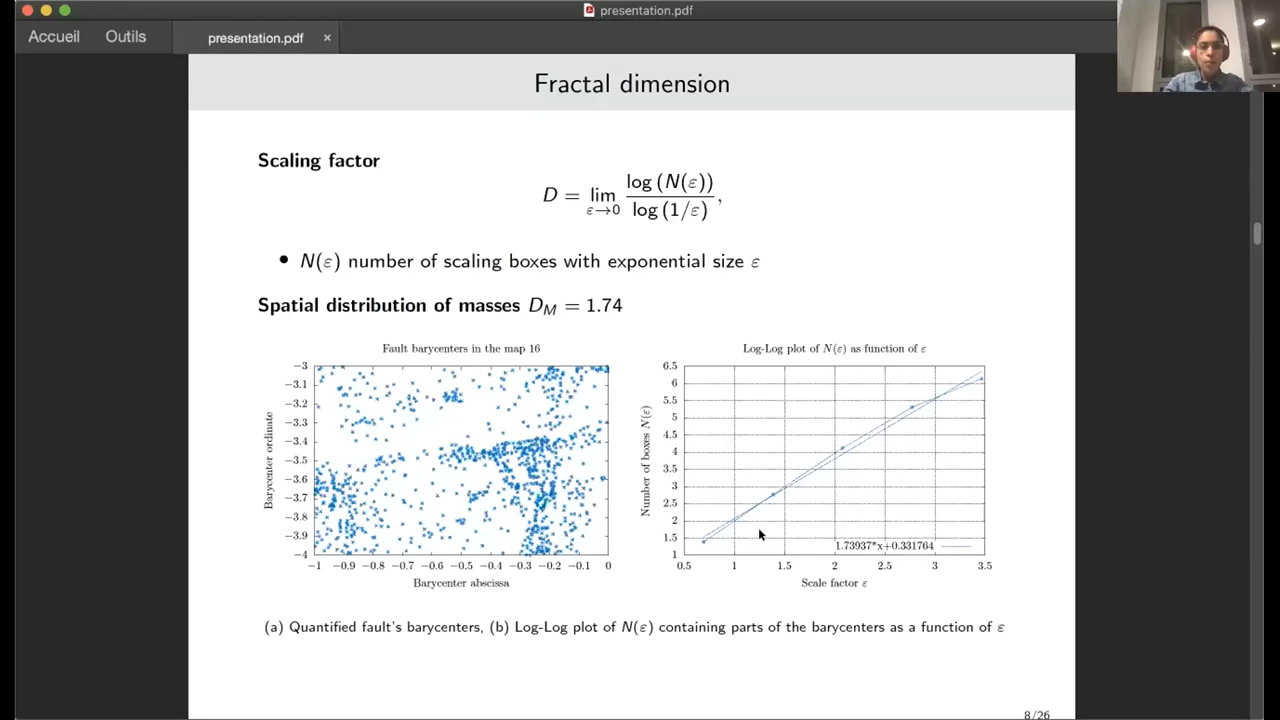 presentation.pdf
Accueil Outils presentation.pdf ×
Fractal dimension
Scaling factor
D = lim ε→0 log (N(ε)) / log (1/ε) ,
• N(ε) number of scaling boxes with exponential size ε
Spatial distribution of masses D_M = 1.74
Fault barycenters in the map 16
−3
−3.1
−3.2
−3.3
−3.4
−3.5
−3.6
−3.7
−3.8
−3.9
−4
Barycenter ordinate
−1 −0.9 −0.8 −0.7 −0.6 −0.5 −0.4 −0.3 −0.2 −0.1 0
Barycenter abscissa
Log-Log plot of N(ε) as function of ε
6.5
6
5.5
5
4.5
4
3.5
3
2.5
2
1.5
1
Number of boxes N(ε)
1.73937*x+0.331764
0.5 1 1.5 2 2.5 3 3.5
Scale factor ε
(a) Quantified fault's barycenters, (b) Log-Log plot of N(ε) containing parts of the barycenters as a function of ε
8/26